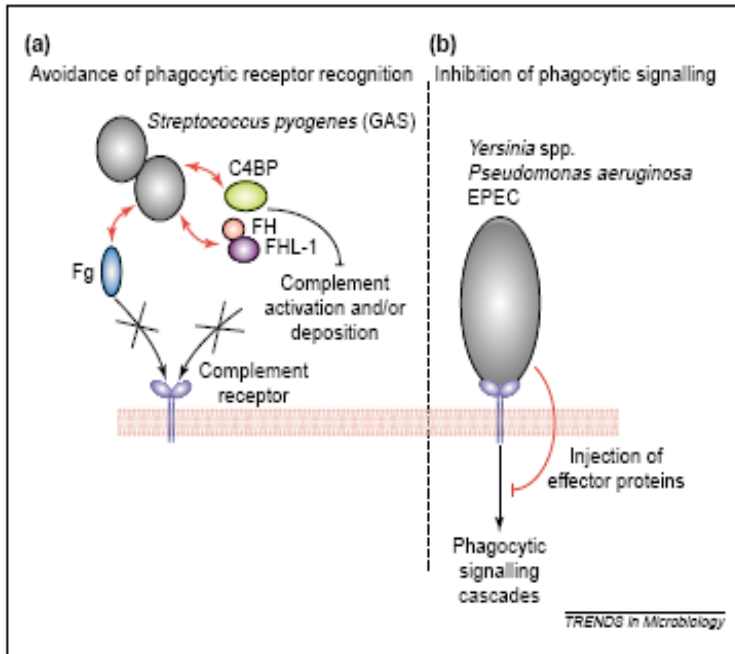 (a)
Avoidance of phagocytic receptor recognition
Streptococcus pyogenes (GAS)
C4BP
FH
FHL-1
Fg
Complement
activation and/or
deposition
Complement
receptor
(b)
Inhibition of phagocytic signalling
Yersinia spp.
Pseudomonas aeruginosa
EPEC
Injection of
effector proteins
Phagocytic
signalling
cascades
TRENDS in Microbiology